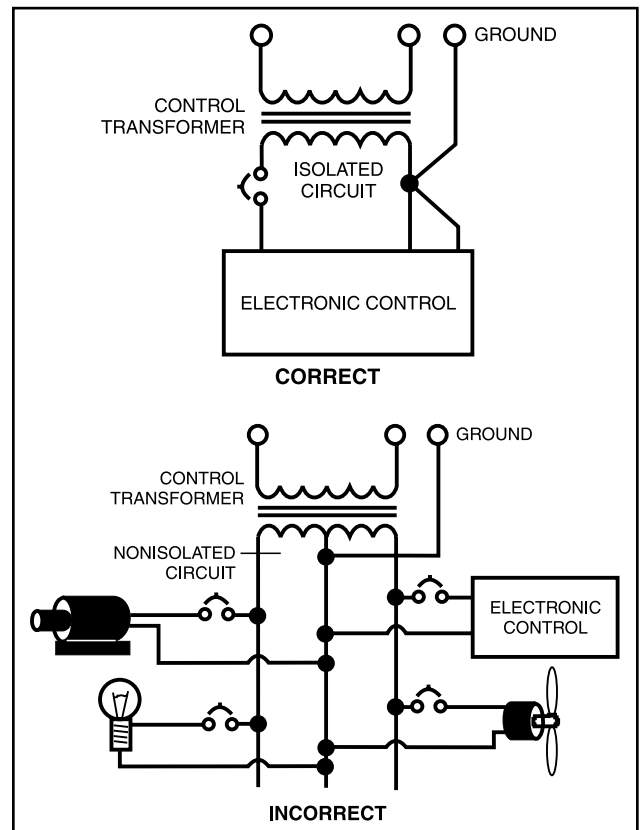 GROUND
CONTROL
TRANSFORMER
ISOLATED
CIRCUIT
ELECTRONIC CONTROL
CORRECT
GROUND
CONTROL
TRANSFORMER
NONISOLATED
CIRCUIT
ELECTRONIC
CONTROL
INCORRECT